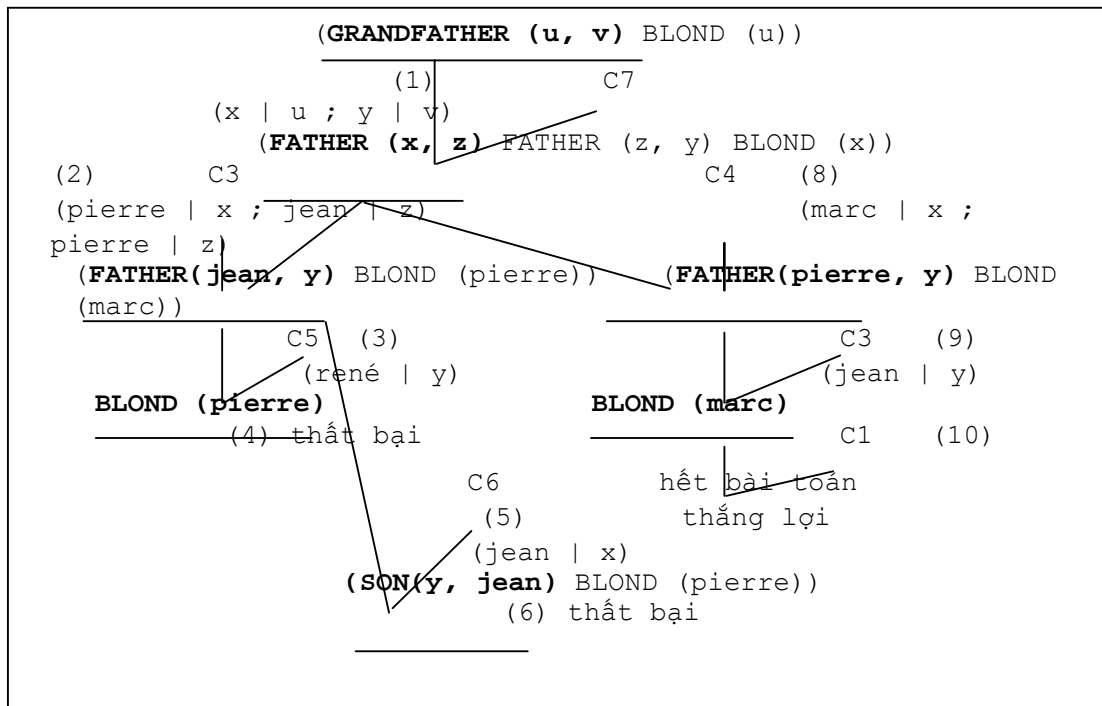 (GRANDFATHER (u, v) BLOND (u))
(1) C7
(x | u ; y | v)
(FATHER (x, z) FATHER (z, y) BLOND (x))
(2) C3 C4 (8)
(pierre | x ; jean | z) (marc | x ;
pierre | z)
(FATHER(jean, y) BLOND (pierre)) (FATHER(pierre, y) BLOND
(marc))
C5 (3) C3 (9)
(rené | y) (jean | y)
BLOND (pierre) BLOND (marc)
(4) thất bại C1 (10)
C6 hết bài toán
(5) thắng lợi
(jean | x)
(SON(y, jean) BLOND (pierre))
(6) thất bại